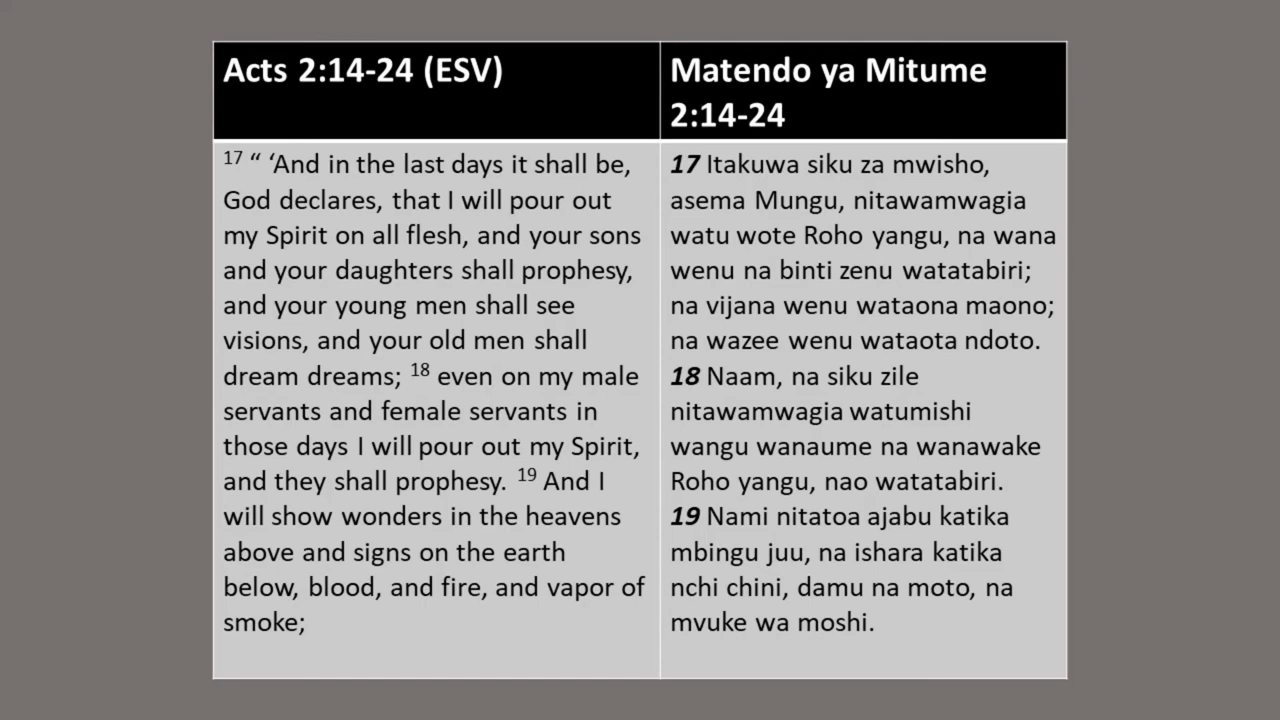 Acts 2:14-24 (ESV)
17 “ ‘And in the last days it shall be,
God declares, that I will pour out
my Spirit on all flesh, and your sons
and your daughters shall prophesy,
and your young men shall see
visions, and your old men shall
dream dreams; 18 even on my male
servants and female servants in
those days I will pour out my Spirit,
and they shall prophesy. 19 And I
will show wonders in the heavens
above and signs on the earth
below, blood, and fire, and vapor of
smoke;
Matendo ya Mitume
2:14-24
17 Itakuwa siku za mwisho,
asema Mungu, nitawamwagia
watu wote Roho yangu, na wana
wenu na binti zenu watatabiri;
na vijana wenu wataona maono;
na wazee wenu wataota ndoto.
18 Naam, na siku zile
nitawamwagia watumishi
wangu wanaume na wanawake
Roho yangu, nao watatabiri.
19 Nami nitatoa ajabu katika
mbingu juu, na ishara katika
nchi chini, damu na moto, na
mvuke wa moshi.